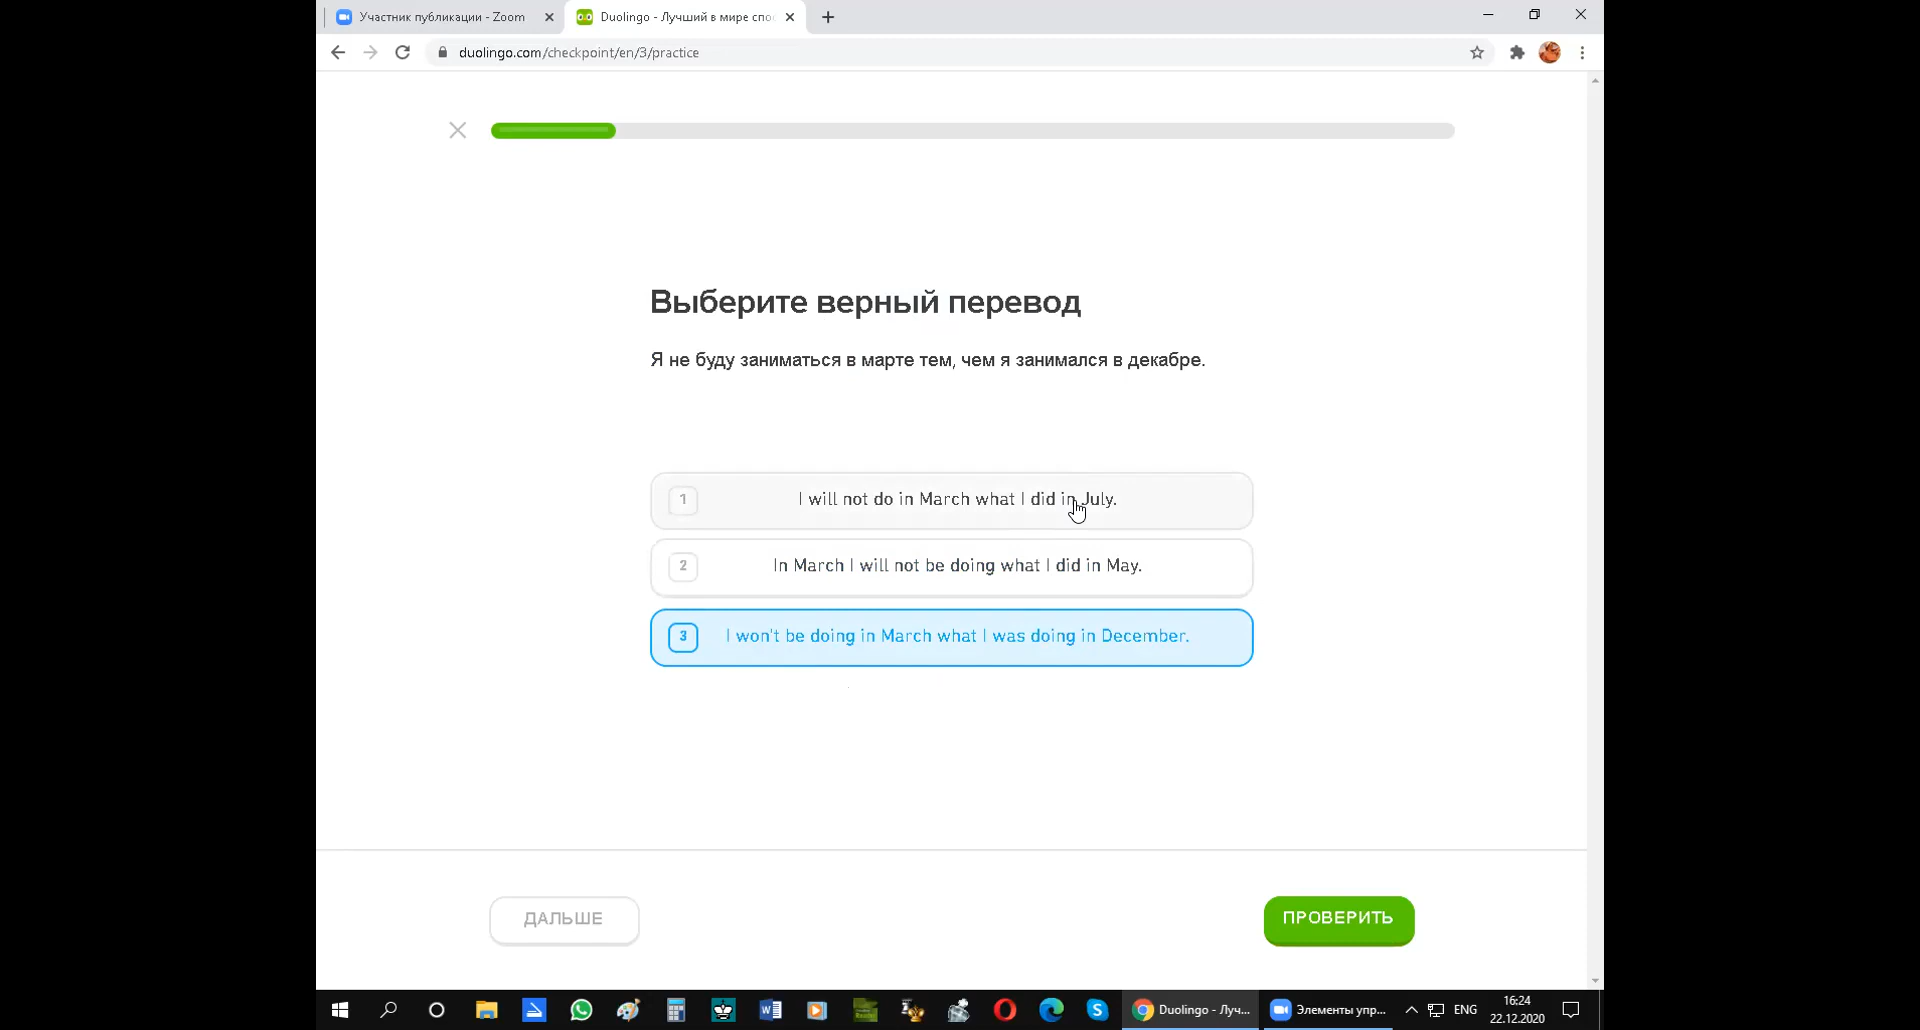 Участник публикации - Zoom
Duolingo - Лучший в мире спо
duolingo.com/checkpoint/en/3/practice
Выберите верный перевод
Я не буду заниматься в марте тем, чем я занимался в декабре.
1 I will not do in March what I did in July.
2 In March I will not be doing what I did in May.
3 I won't be doing in March what I was doing in December.
ДАЛЬШЕ
ПРОВЕРИТЬ
Duolingo - Луч...
Элементы упр...
ENG
16:24
22.12.2020